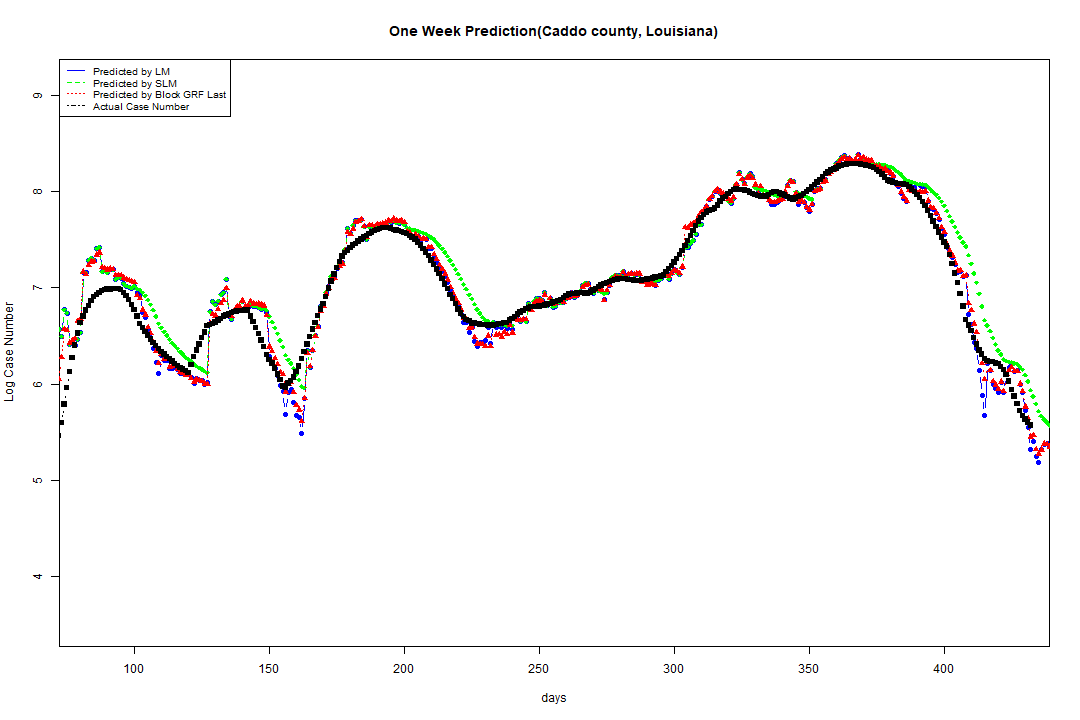 One Week Prediction(Caddo county, Louisiana)
Predicted by LM
Predicted by SLM
Predicted by Block GRF Last
Actual Case Number
9
8
7
6
5
4
Log Case Number
100 150 200 250 300 350 400
days